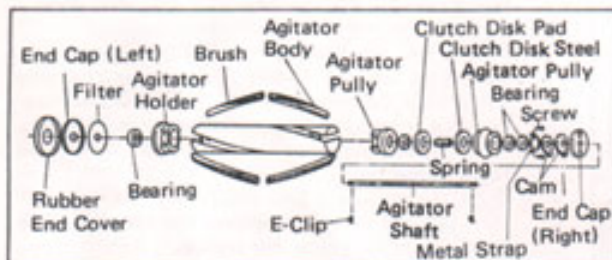 End Cap (Left)
Filter
Agitator
Holder
Brush
Agitator
Body
Agitator
Pully
Clutch Disk Pad
Clutch Disk Steel
Agitator Pully
Bearing
Screw
Rubber
End Cover
Bearing
E-Clip
Agitator
Shaft
Spring
Metal Strap
Cam
End Cap
(Right)